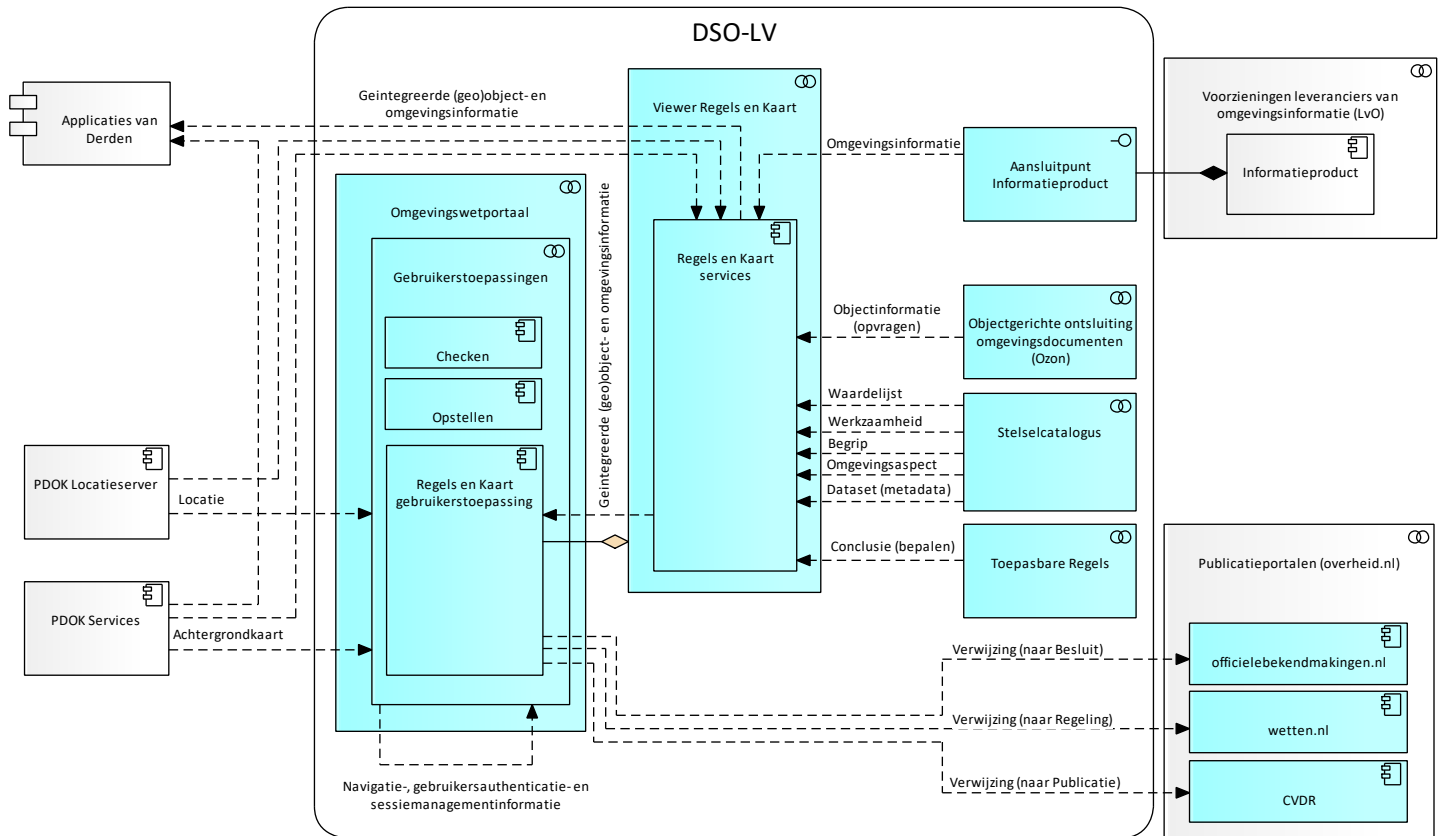 DSO-LV
Applicaties van
Derden
Geintegreerde (geo)object- en
omgevingsinformatie
Viewer Regels en Kaart
Omgevingsinformatie
Aansluitpunt
Informatieproduct
Voorzieningen leveranciers van
omgevingsinformatie (LvO)
Informatieproduct
Omgevingswetportaal
Gebruikerstoepassingen
Checken
Opstellen
Regels en Kaart
gebruikerstoepassing
Geintegreerde (geo)object- en omgevingsinformatie
Regels en Kaart
services
Objectinformatie
(opvragen)
Objectgerichte ontsluiting
omgevingsdocumenten
(Ozon)
Waardelijst
Werkzaamheid
Begrip
Omgevingsaspect
Dataset (metadata)
Stelselcatalogus
Conclusie (bepalen)
Toepasbare Regels
PDOK Locatieserver
Locatie
PDOK Services
Achtergrondkaart
Publicatieportalen (overheid.nl)
Verwijzing (naar Besluit)
officielebekendmakingen.nl
Verwijzing (naar Regeling)
wetten.nl
Verwijzing (naar Publicatie)
CVDR
Navigatie-, gebruikersauthenticatie- en
sessiemanagementinformatie